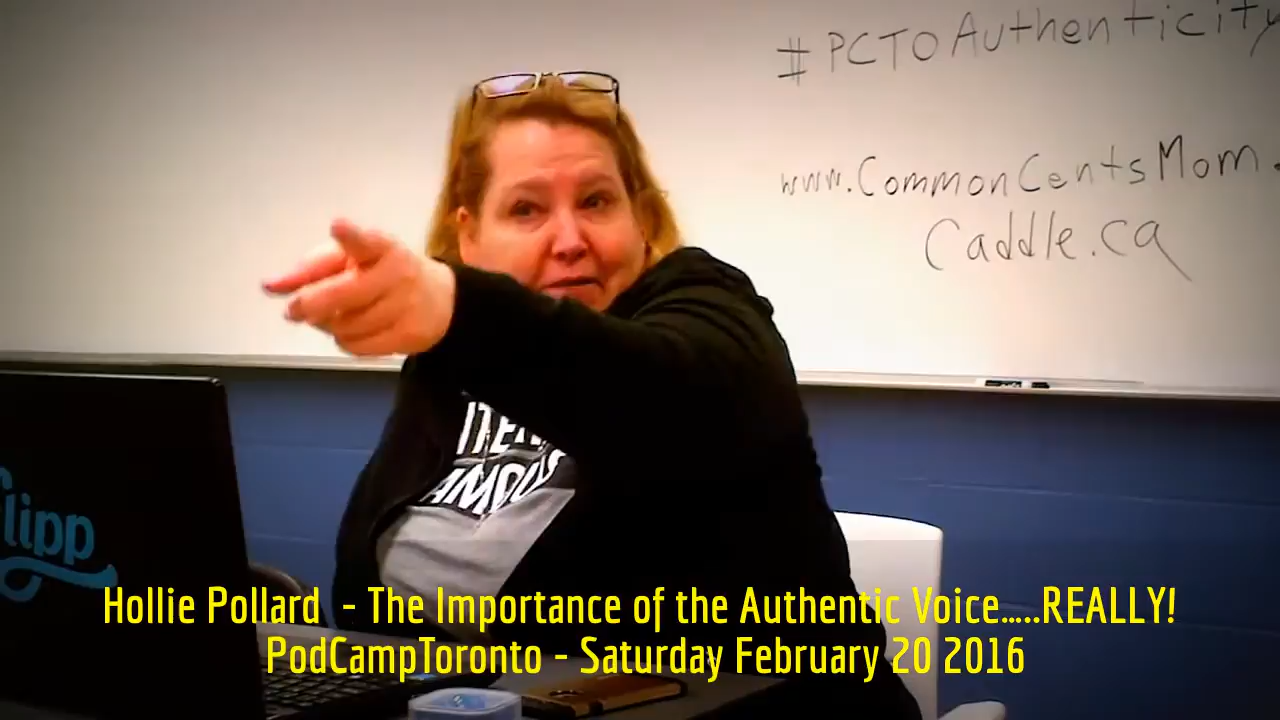 #PCTOAuthenticity
www.CommonCentsMom.
Caddle.ca
flipp
Hollie Pollard - The Importance of the Authentic Voice.....REALLY!
PodCampToronto - Saturday February 20 2016